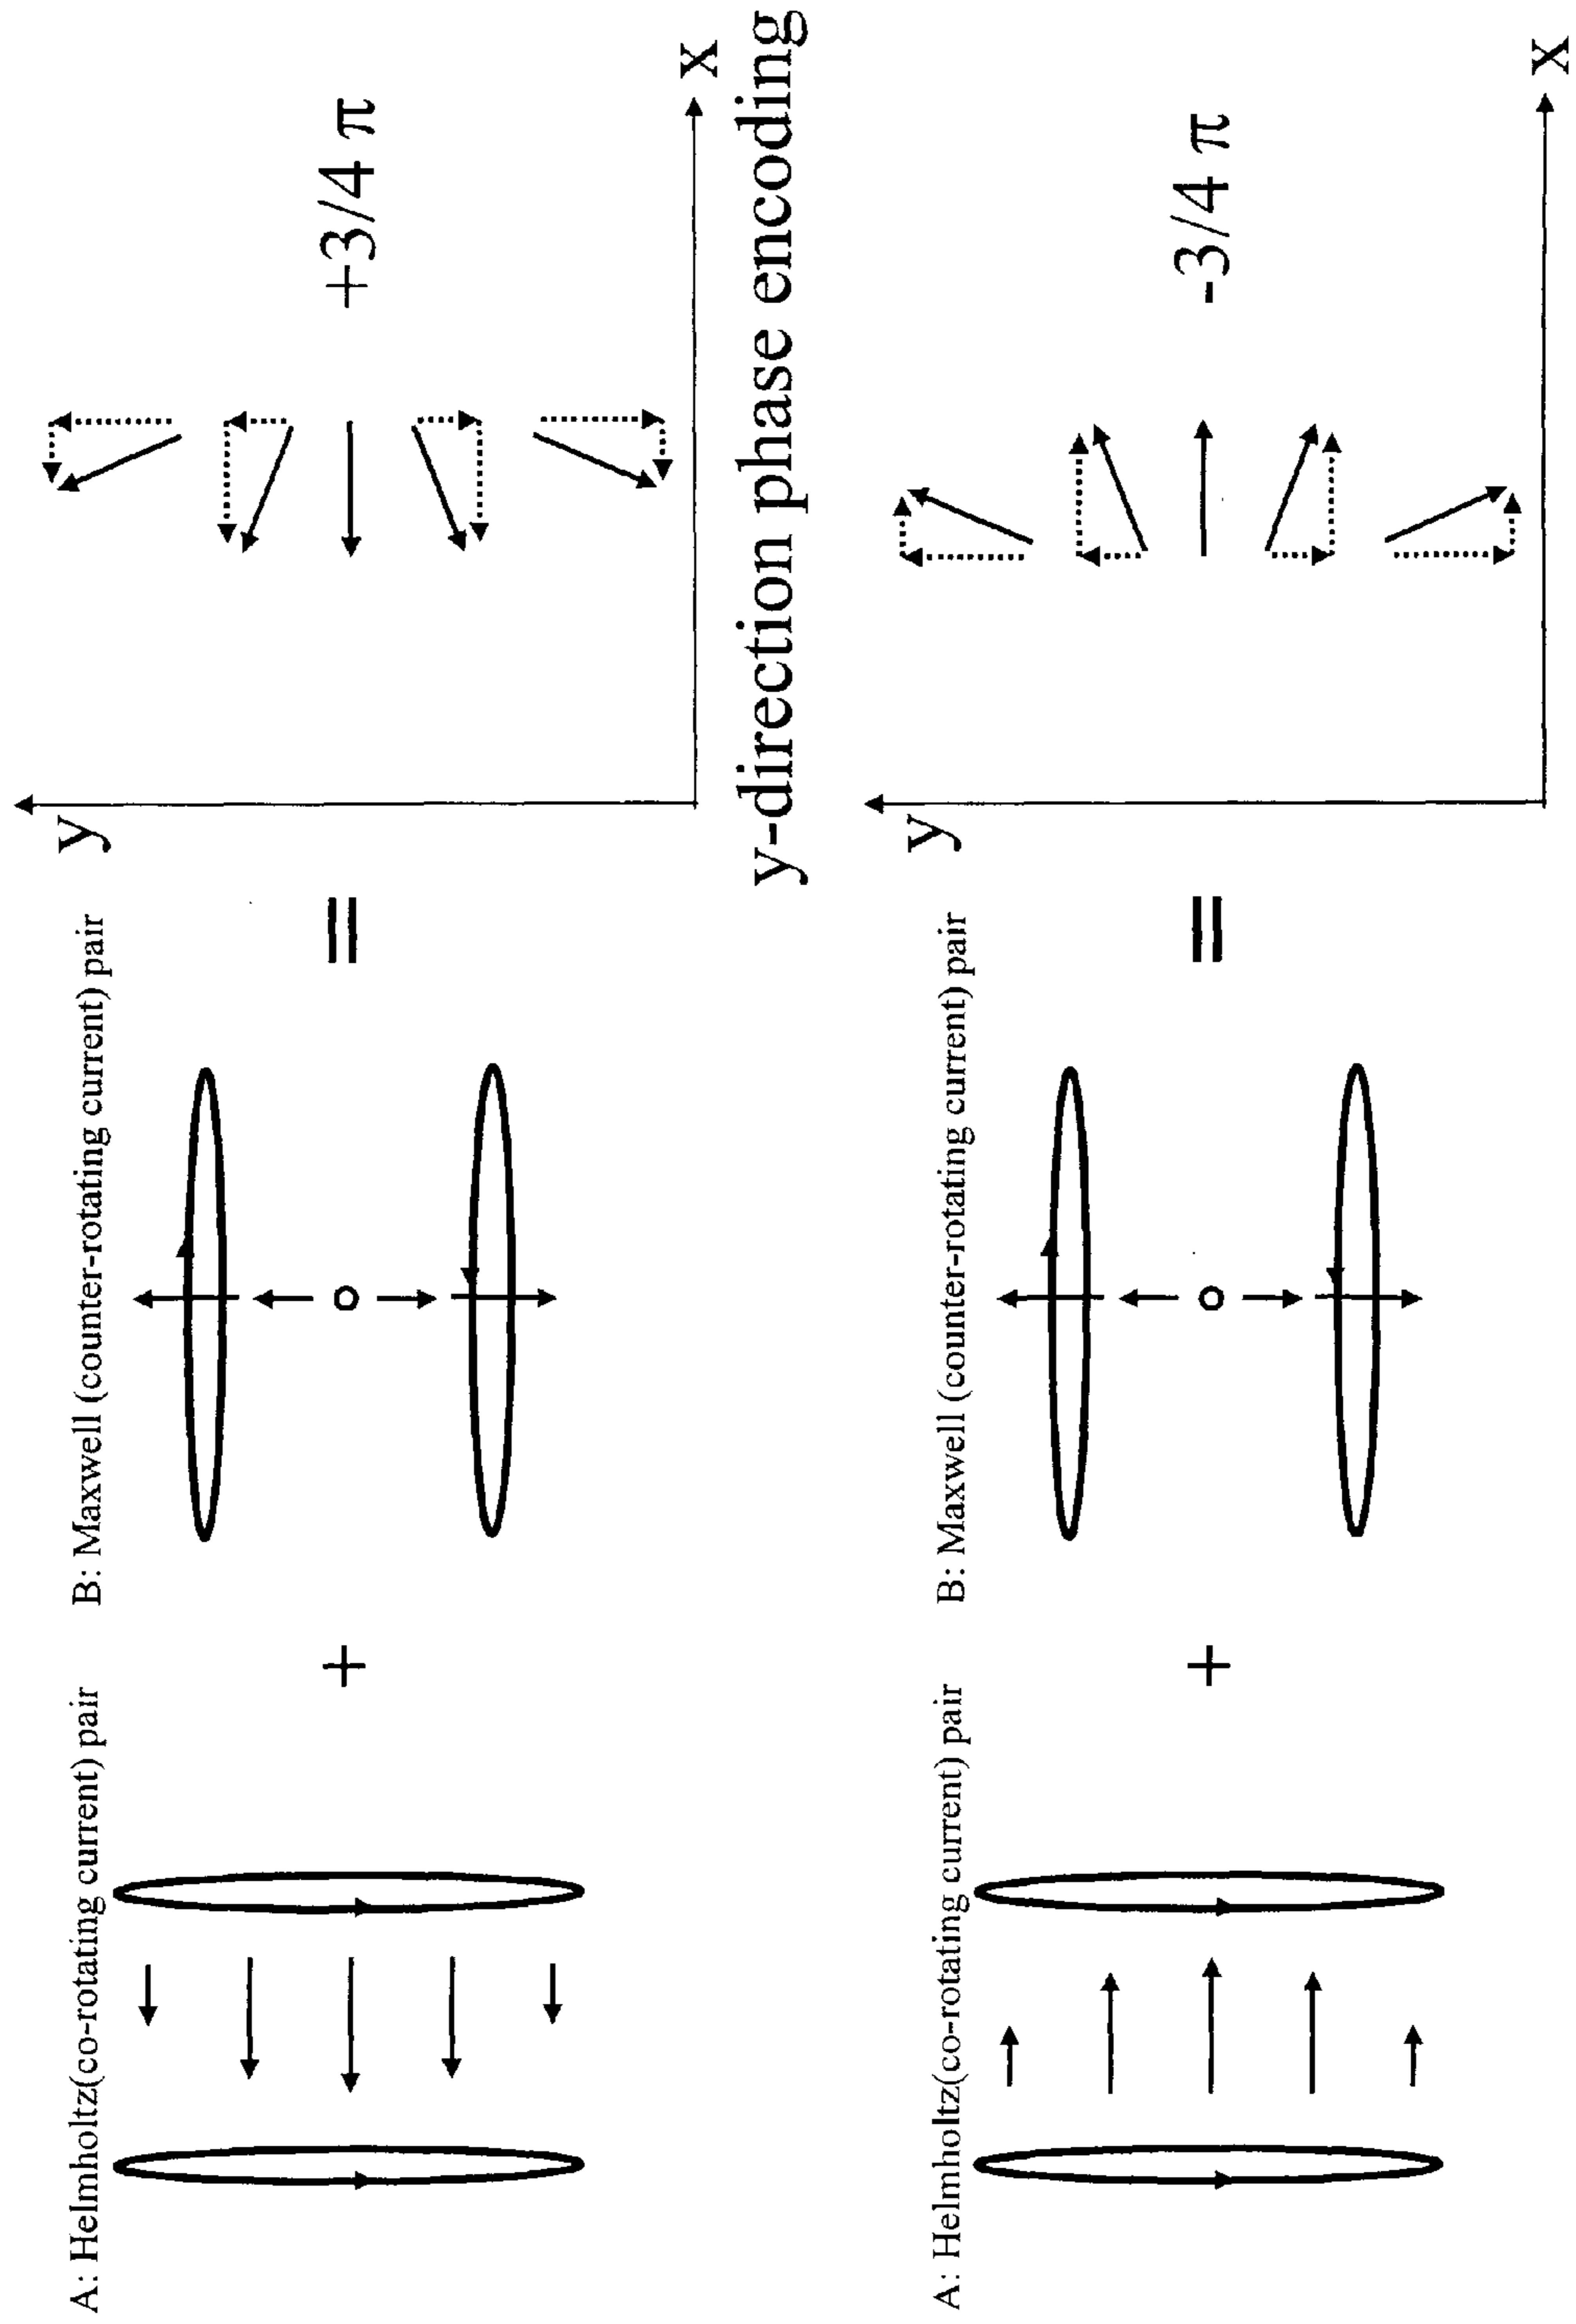 A: Helmholtz(co-rotating current) pair
B: Maxwell (counter-rotating current) pair
y
+
=
+3/4 π
x
y-direction phase encoding
A: Helmholtz(co-rotating current) pair
B: Maxwell (counter-rotating current) pair
y
+
=
-3/4 π
x